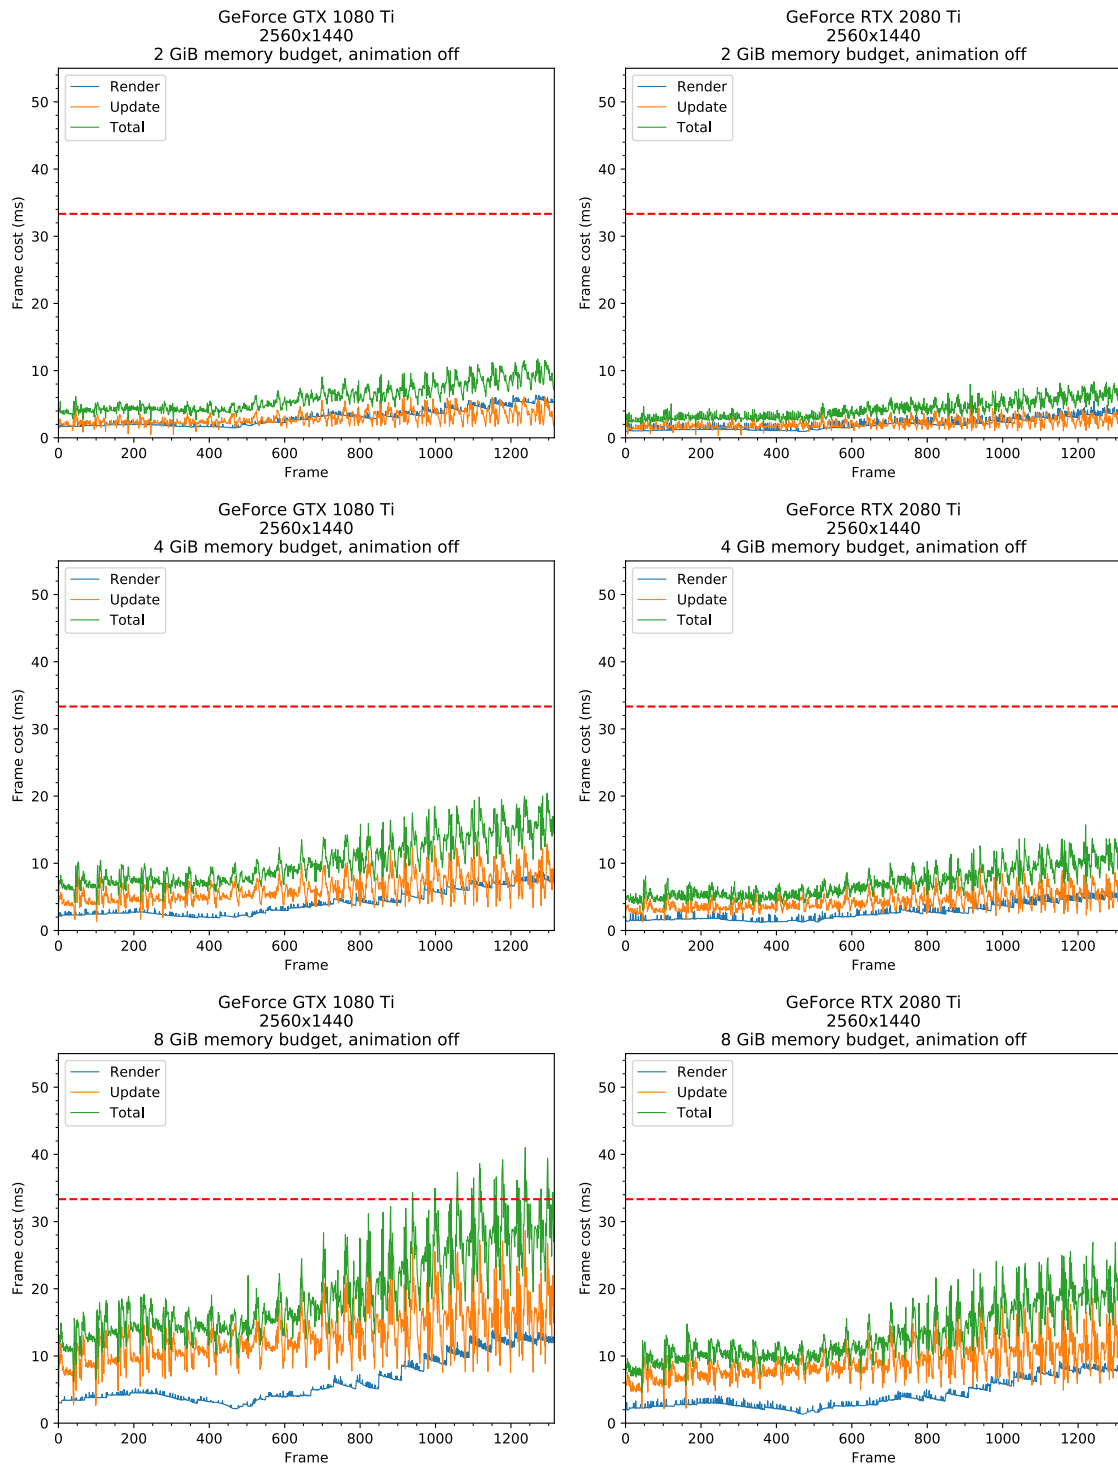 GeForce GTX 1080 Ti
2560x1440
2 GiB memory budget, animation off
Render
Update
Total
Frame cost (ms)
50
40
30
20
10
0
0 200 400 600 800 1000 1200
Frame
GeForce RTX 2080 Ti
2560x1440
2 GiB memory budget, animation off
Render
Update
Total
Frame cost (ms)
50
40
30
20
10
0
0 200 400 600 800 1000 1200
Frame
GeForce GTX 1080 Ti
2560x1440
4 GiB memory budget, animation off
Render
Update
Total
Frame cost (ms)
50
40
30
20
10
0
0 200 400 600 800 1000 1200
Frame
GeForce RTX 2080 Ti
2560x1440
4 GiB memory budget, animation off
Render
Update
Total
Frame cost (ms)
50
40
30
20
10
0
0 200 400 600 800 1000 1200
Frame
GeForce GTX 1080 Ti
2560x1440
8 GiB memory budget, animation off
Render
Update
Total
Frame cost (ms)
50
40
30
20
10
0
0 200 400 600 800 1000 1200
Frame
GeForce RTX 2080 Ti
2560x1440
8 GiB memory budget, animation off
Render
Update
Total
Frame cost (ms)
50
40
30
20
10
0
0 200 400 600 800 1000 1200
Frame